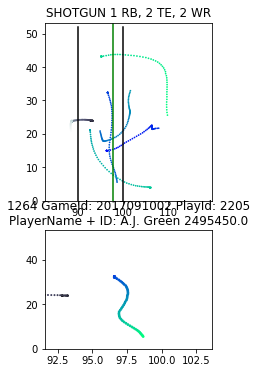 SHOTGUN 1 RB, 2 TE, 2 WR
50
40
30
20
10
0
90 100 110
1264 GameId: 2017091002 PlayId: 2205
PlayerName + ID: A.J. Green 2495450.0
40
20
0
92.5 95.0 97.5 100.0 102.5